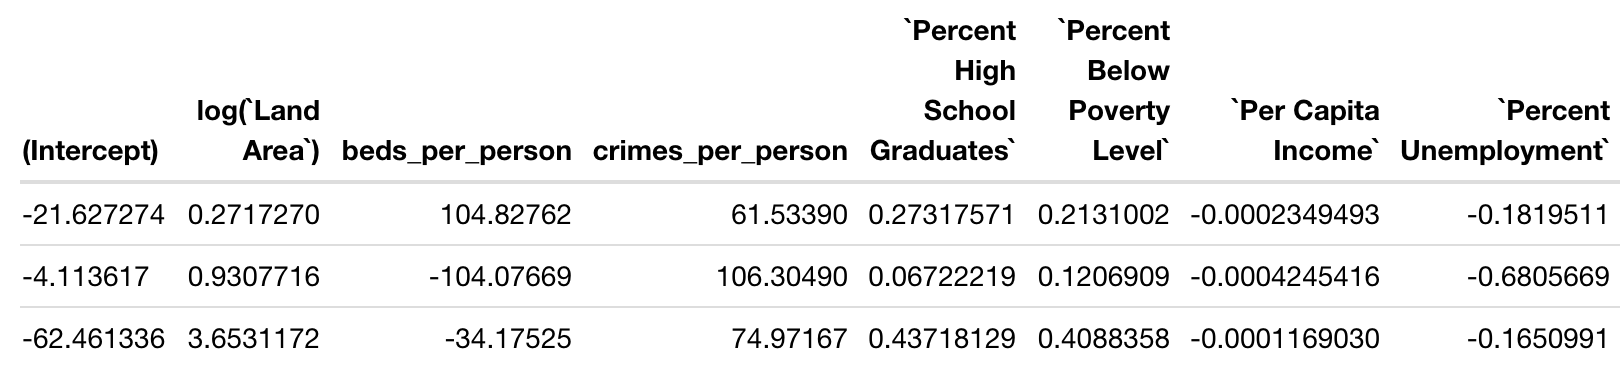 `Percent `Percent
High Below
log(`Land School Poverty `Per Capita `Percent
(Intercept) Area`) beds_per_person crimes_per_person Graduates` Level` Income` Unemployment`
-21.627274 0.2717270 104.82762 61.53390 0.27317571 0.2131002 -0.0002349493 -0.1819511
-4.113617 0.9307716 -104.07669 106.30490 0.06722219 0.1206909 -0.0004245416 -0.6805669
-62.461336 3.6531172 -34.17525 74.97167 0.43718129 0.4088358 -0.0001169030 -0.1650991